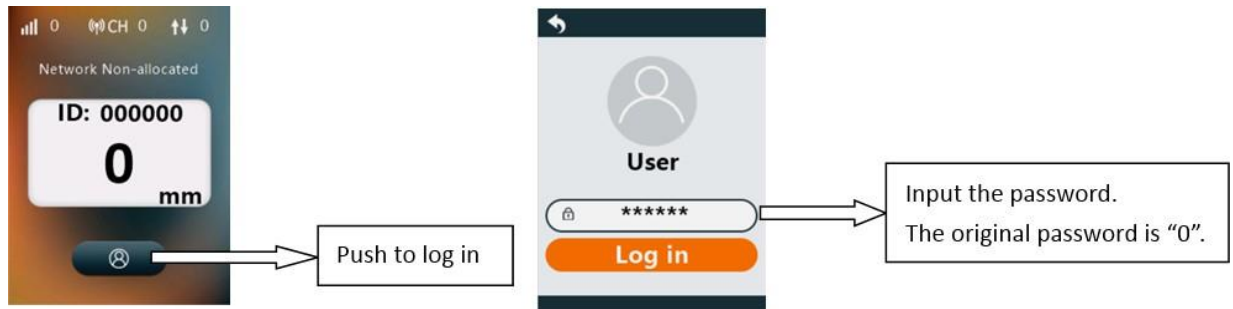 0 CH 0 0
Network Non-allocated
ID: 000000
0
mm
Push to log in
User
******
Log in
Input the password.
The original password is “0”.